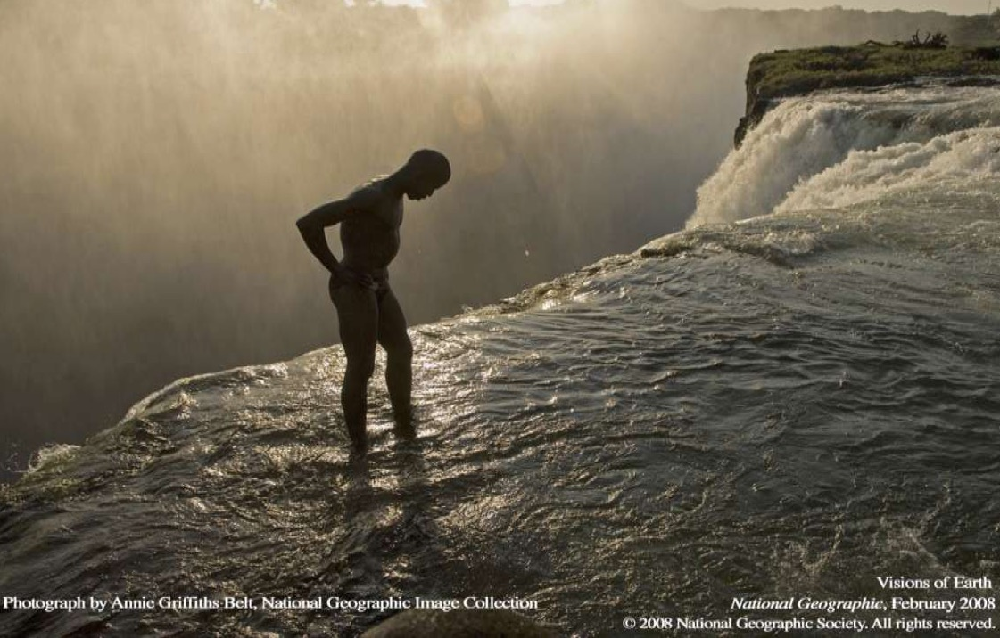 Photograph by Annie Griffiths Belt, National Geographic Image Collection
Visions of Earth
National Geographic, February 2008
© 2008 National Geographic Society. All rights reserved.